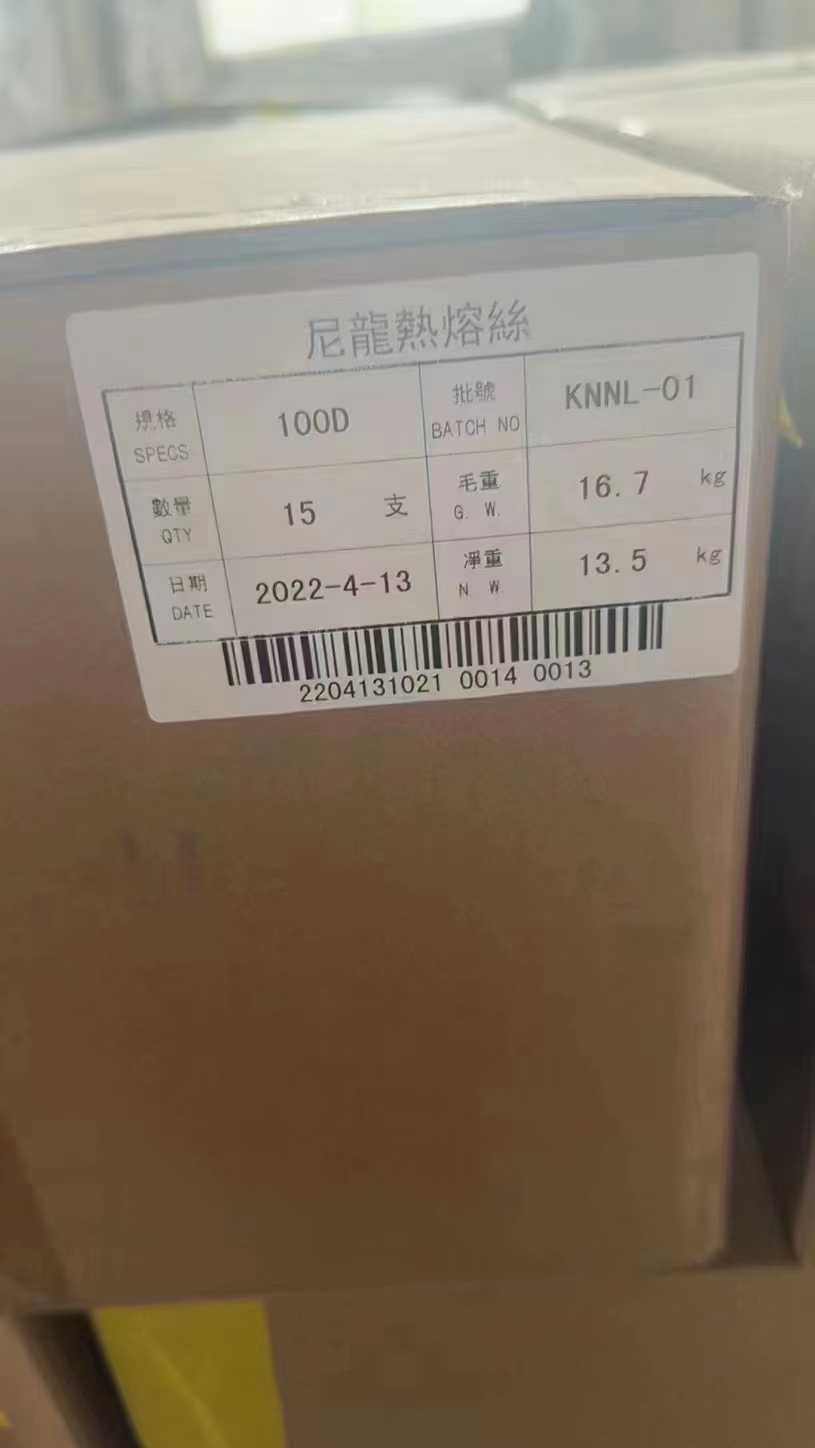 尼龍熱熔絲
規格 SPECS 100D 批號 BATCH NO KNNL-01
數量 QTY 15 支 毛重 G. W. 16.7 kg
日期 DATE 2022-4-13 淨重 N W 13.5 kg
2204131021 0014 0013